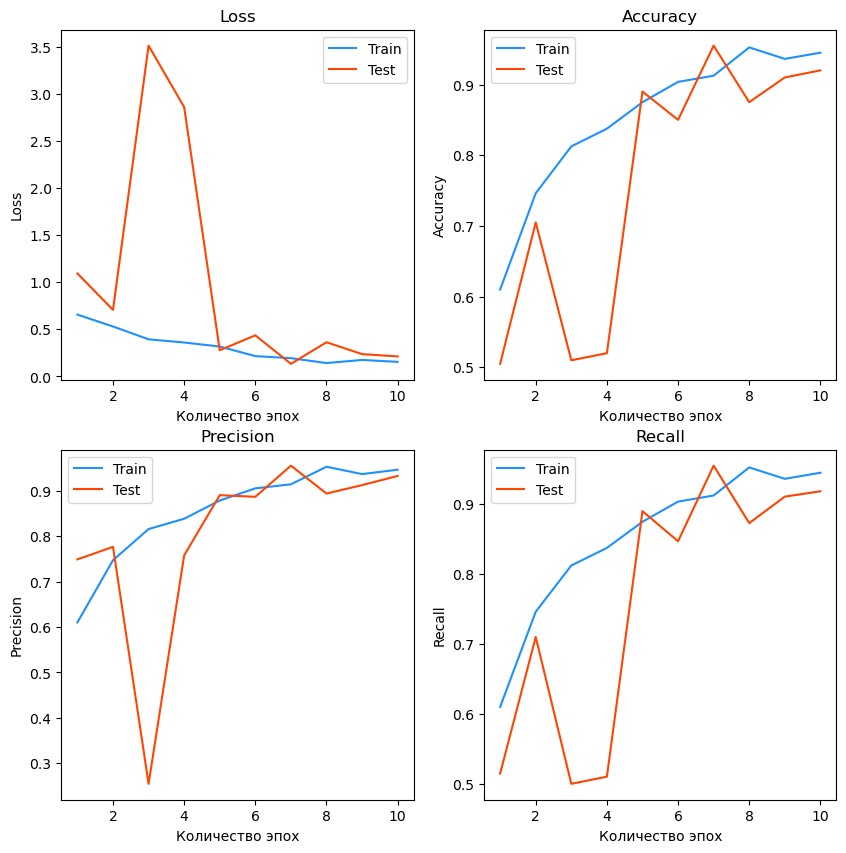 Loss
3.5
3.0
2.5
2.0
1.5
1.0
0.5
0.0
Loss
Train
Test
2 4 6 8 10
Количество эпох
Accuracy
0.9
0.8
0.7
0.6
0.5
Accuracy
Train
Test
2 4 6 8 10
Количество эпох
Precision
0.9
0.8
0.7
0.6
0.5
0.4
0.3
Precision
Train
Test
2 4 6 8 10
Количество эпох
Recall
0.9
0.8
0.7
0.6
0.5
Recall
Train
Test
2 4 6 8 10
Количество эпох